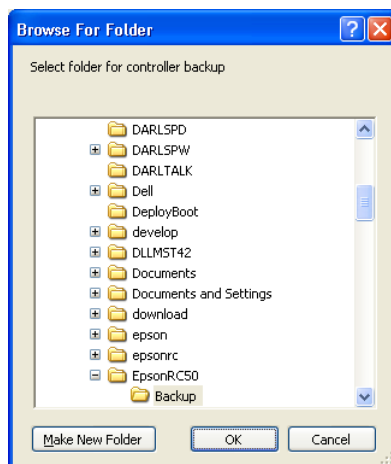 Browse For Folder
Select folder for controller backup
DARLSPD
DARLSPW
DARLTALK
Dell
DeployBoot
develop
DLLMST42
Documents
Documents and Settings
download
epson
epsonrc
EpsonRC50
Backup
Make New Folder OK Cancel